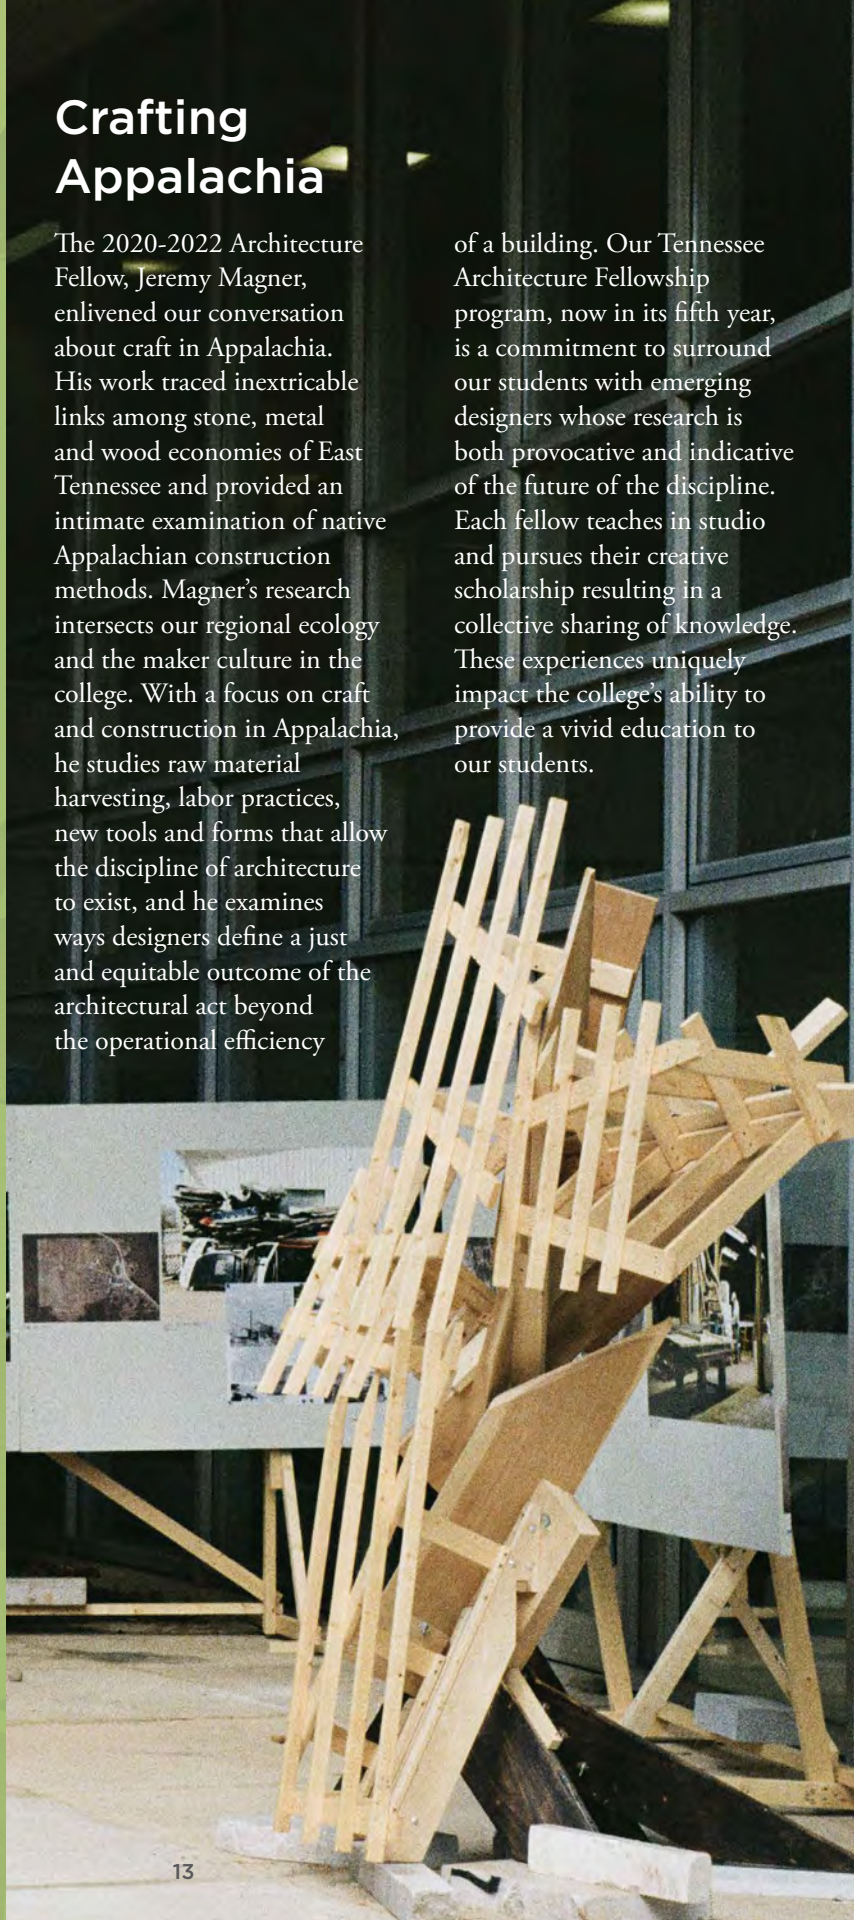 Crafting
Appalachia
The 2020-2022 Architecture
Fellow, Jeremy Magner,
enlivened our conversation
about craft in Appalachia.
His work traced inextricable
links among stone, metal
and wood economies of East
Tennessee and provided an
intimate examination of native
Appalachian construction
methods. Magner’s research
intersects our regional ecology
and the maker culture in the
college. With a focus on craft
and construction in Appalachia,
he studies raw material
harvesting, labor practices,
new tools and forms that allow
the discipline of architecture
to exist, and he examines
ways designers define a just
and equitable outcome of the
architectural act beyond
the operational efficiency
of a building. Our Tennessee
Architecture Fellowship
program, now in its fifth year,
is a commitment to surround
our students with emerging
designers whose research is
both provocative and indicative
of the future of the discipline.
Each fellow teaches in studio
and pursues their creative
scholarship resulting in a
collective sharing of knowledge.
These experiences uniquely
impact the college’s ability to
provide a vivid education to
our students.
13